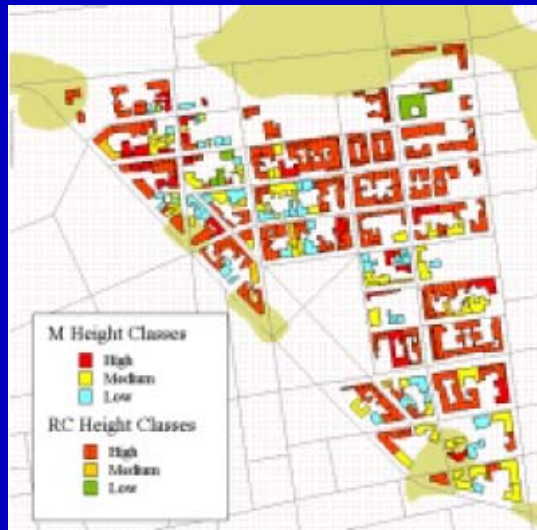 M Height Classes
High
Medium
Low
RC Height Classes
High
Medium
Low